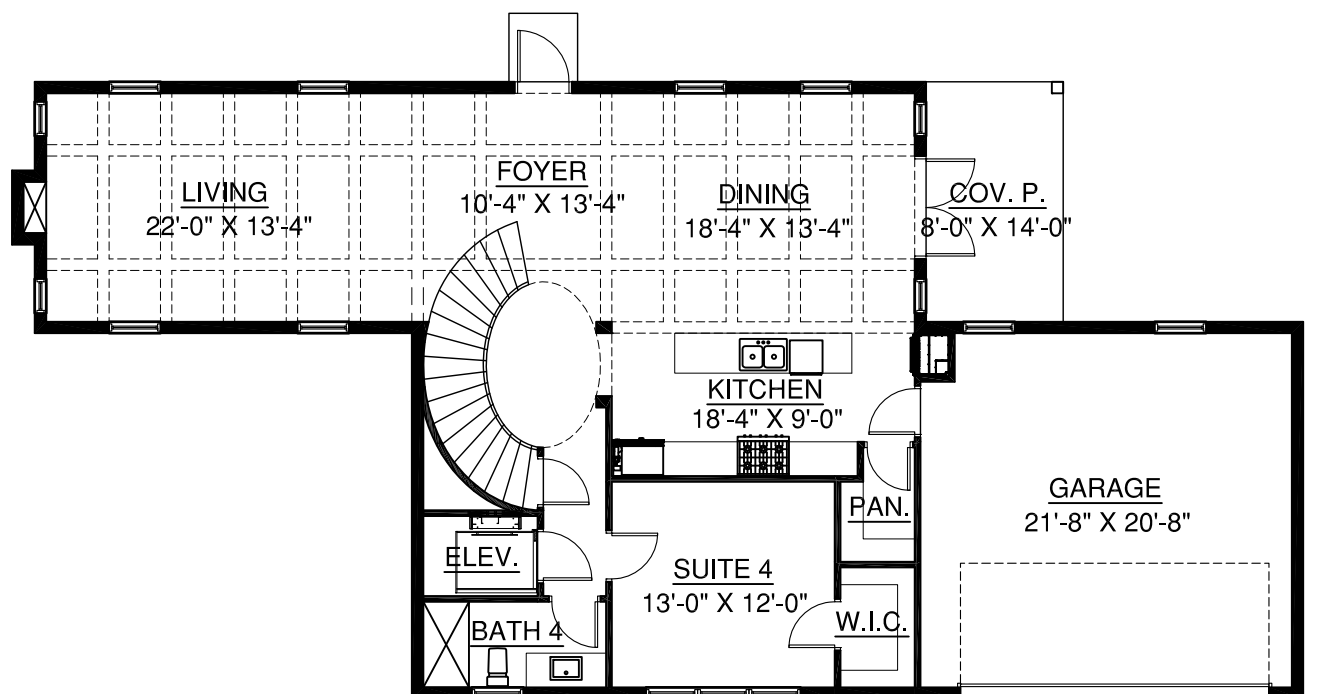 FOYER
10'-4" X 13'-4"
LIVING
22'-0" X 13'-4"
DINING
18'-4" X 13'-4"
COV. P.
8'-0" X 14'-0"
KITCHEN
18'-4" X 9'-0"
GARAGE
21'-8" X 20'-8"
PAN.
ELEV.
SUITE 4
13'-0" X 12'-0"
W.I.C.
BATH 4